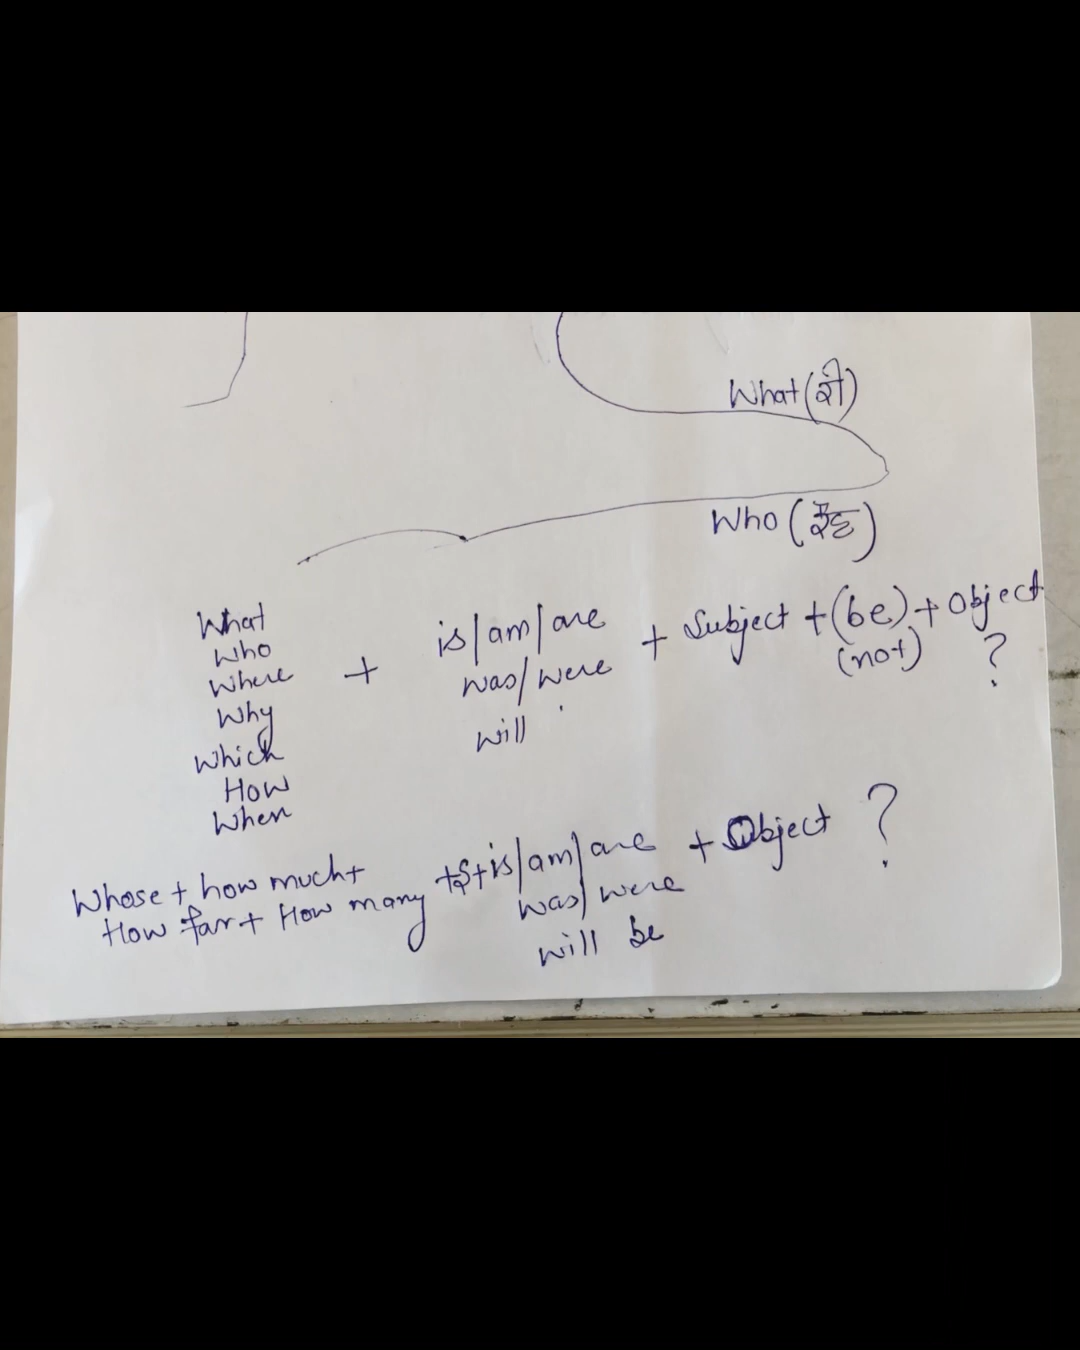 What (शी)
Who (
What
Who
Where
Why
Which
How
When
+
is/am/are
was/were
will
+ Subject + (be) + Object
(not) ?
Whose + how much +
How far + How many
+S+ is/am/are
was/were
will be
+ Object ?